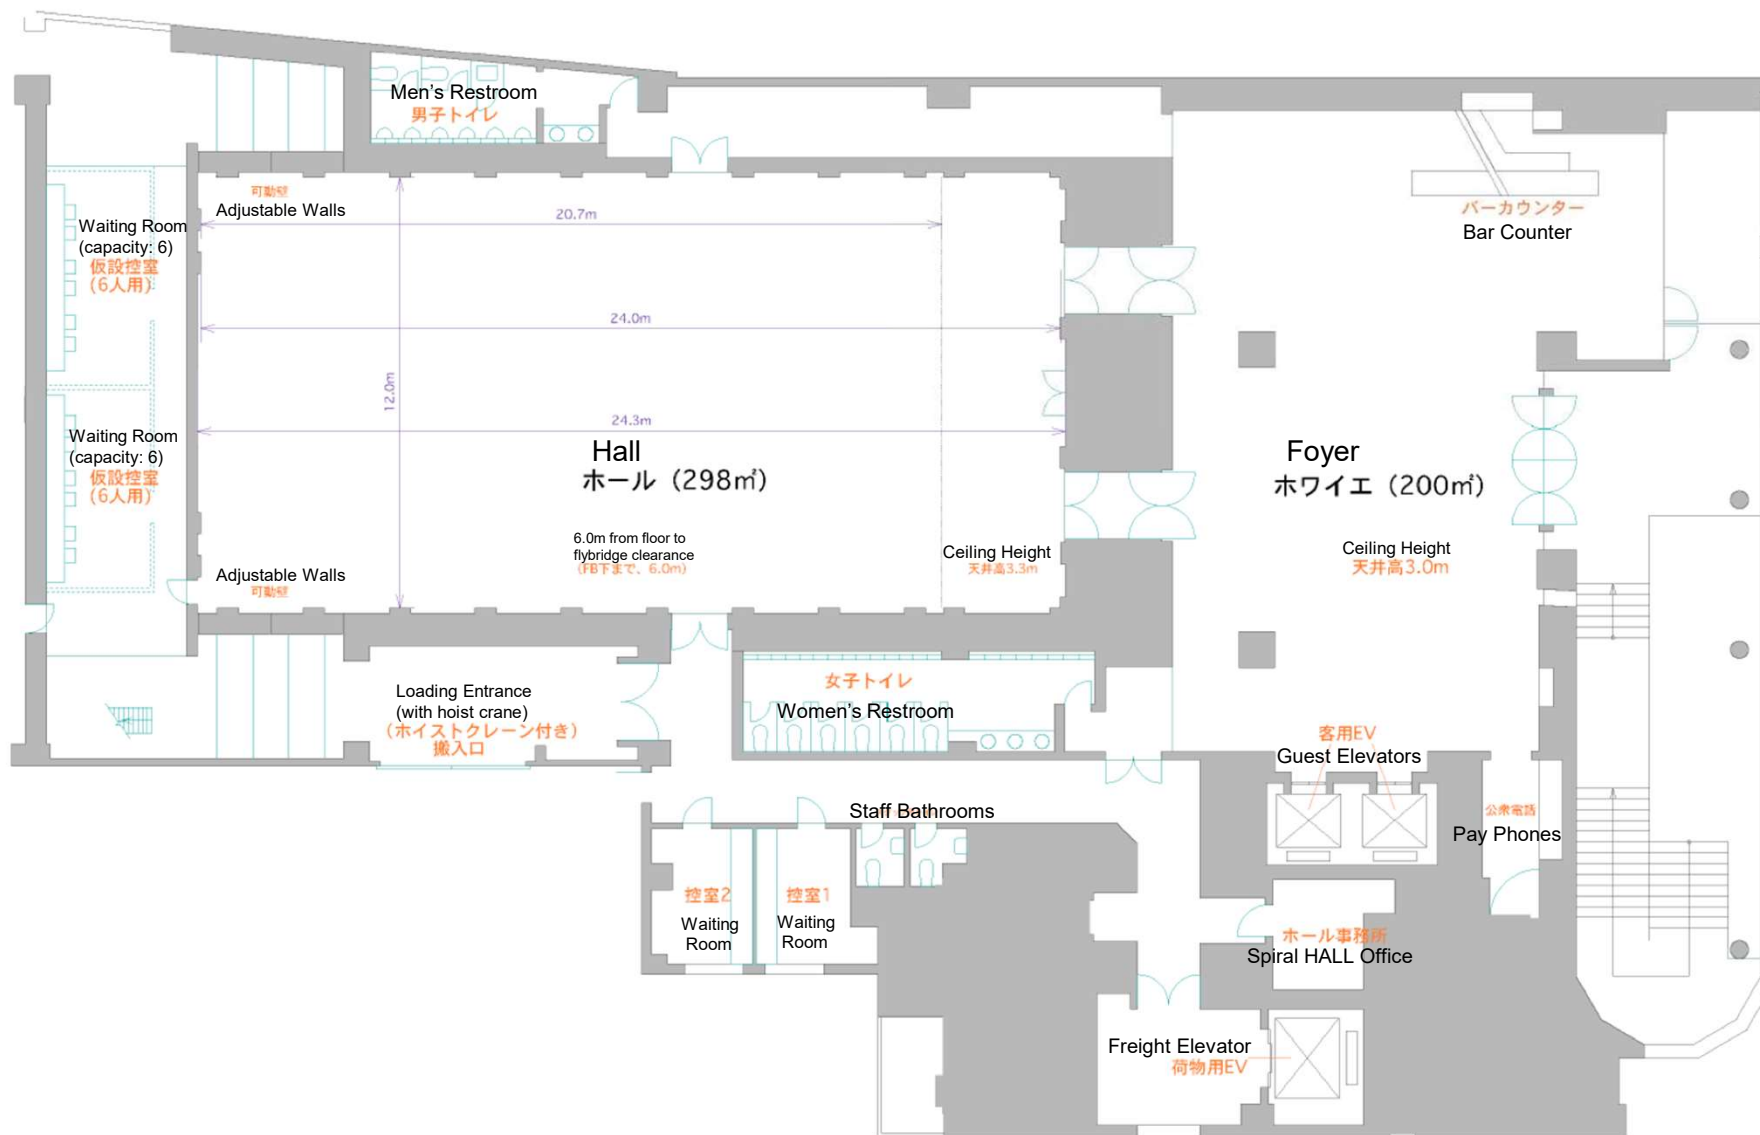 Men's Restroom
男子トイレ
可動壁
Adjustable Walls
20.7m
バーカウンター
Bar Counter
Waiting Room
(capacity: 6)
仮設控室
(6人用)
24.0m
12.0m
24.3m
Waiting Room
(capacity: 6)
仮設控室
(6人用)
Hall
ホール（298㎡）
Foyer
ホワイエ（200㎡）
6.0m from floor to
flybridge clearance
(FB下まで、6.0m)
Ceiling Height
天井高3.3m
Ceiling Height
天井高3.0m
Adjustable Walls
可動壁
Loading Entrance
(with hoist crane)
(ホイストクレーン付き)
搬入口
女子トイレ
Women's Restroom
客用EV
Guest Elevators
Staff Bathrooms
公衆電話
Pay Phones
控室2
Waiting
Room
控室1
Waiting
Room
ホール事務所
Spiral HALL Office
Freight Elevator
荷物用EV